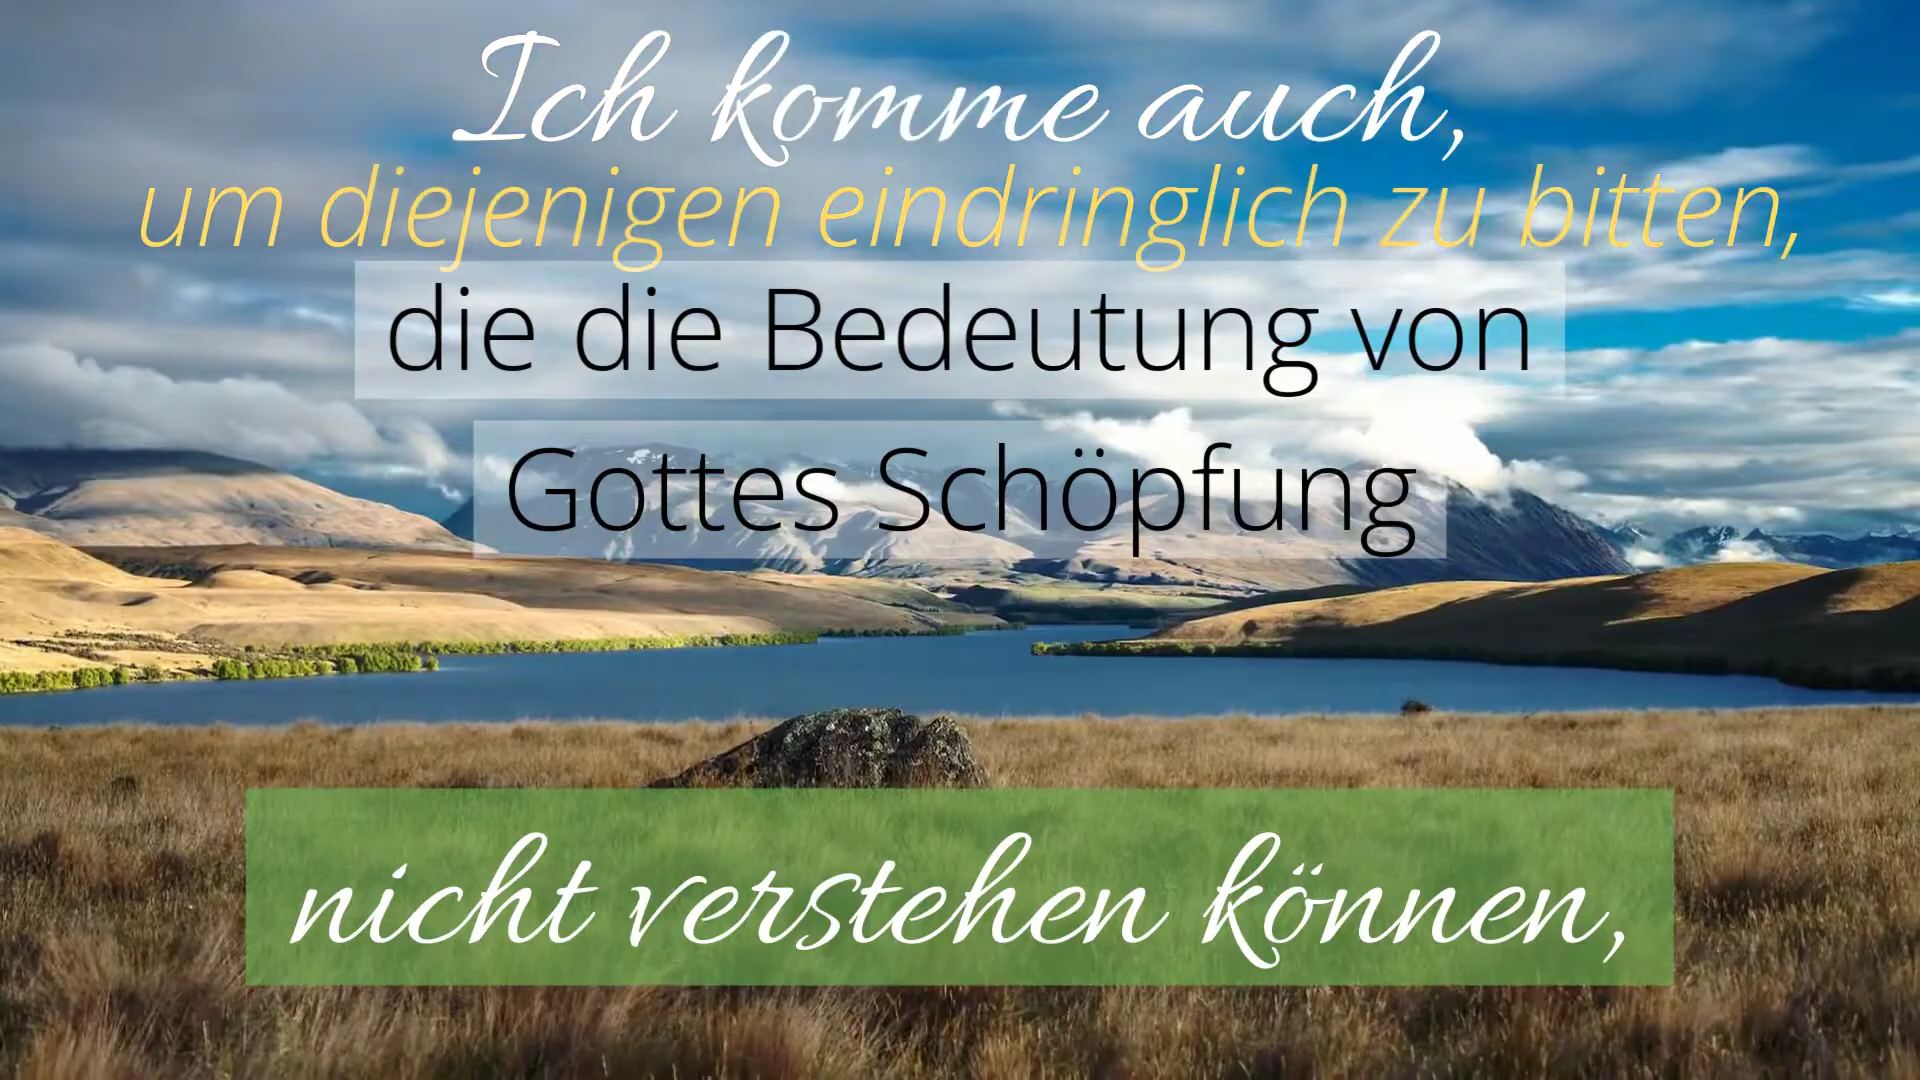 Ich komme auch,
um diejenigen eindringlich zu bitten,
die die Bedeutung von
Gottes Schöpfung
nicht verstehen können,